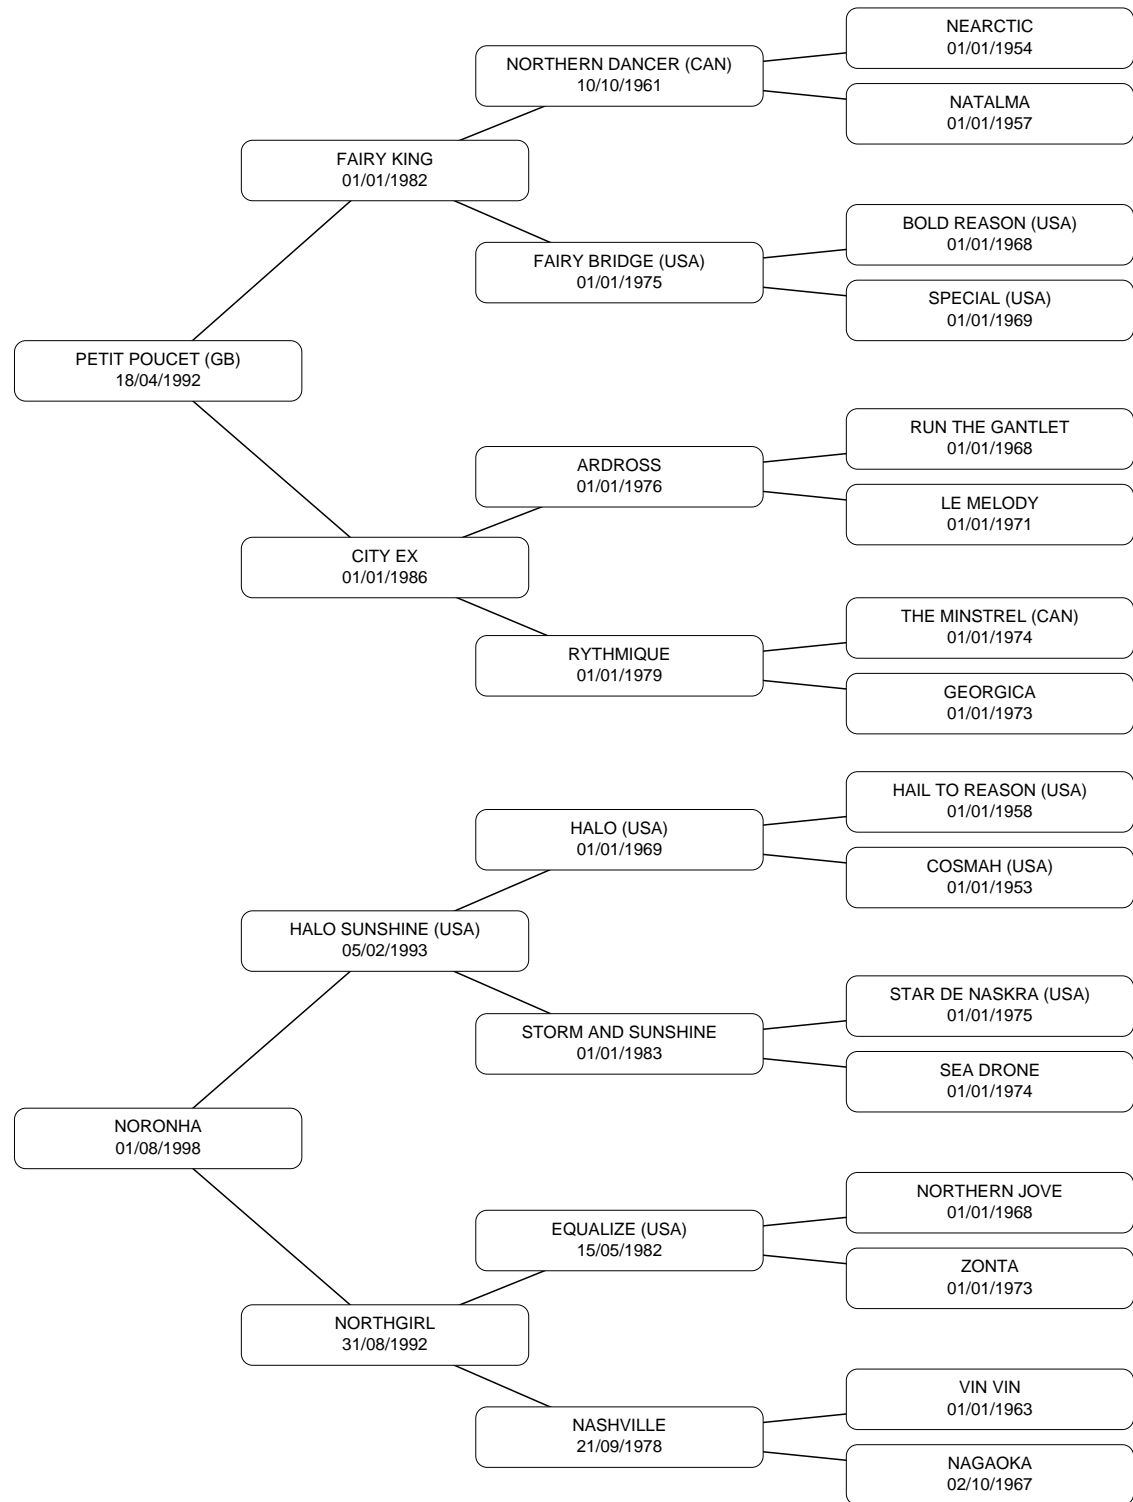 NEARCTIC
01/01/1954
NORTHERN DANCER (CAN)
10/10/1961
NATALMA
01/01/1957
FAIRY KING
01/01/1982
BOLD REASON (USA)
01/01/1968
FAIRY BRIDGE (USA)
01/01/1975
SPECIAL (USA)
01/01/1969
PETIT POUCET (GB)
18/04/1992
RUN THE GANTLET
01/01/1968
ARDROSS
01/01/1976
LE MELODY
01/01/1971
CITY EX
01/01/1986
THE MINSTREL (CAN)
01/01/1974
RYTHMIQUE
01/01/1979
GEORGICA
01/01/1973
HAIL TO REASON (USA)
01/01/1958
HALO (USA)
01/01/1969
COSMAH (USA)
01/01/1953
HALO SUNSHINE (USA)
05/02/1993
STAR DE NASKRA (USA)
01/01/1975
STORM AND SUNSHINE
01/01/1983
SEA DRONE
01/01/1974
NORONHA
01/08/1998
NORTHERN JOVE
01/01/1968
EQUALIZE (USA)
15/05/1982
ZONTA
01/01/1973
NORTHGIRL
31/08/1992
VIN VIN
01/01/1963
NASHVILLE
21/09/1978
NAGAOKA
02/10/1967